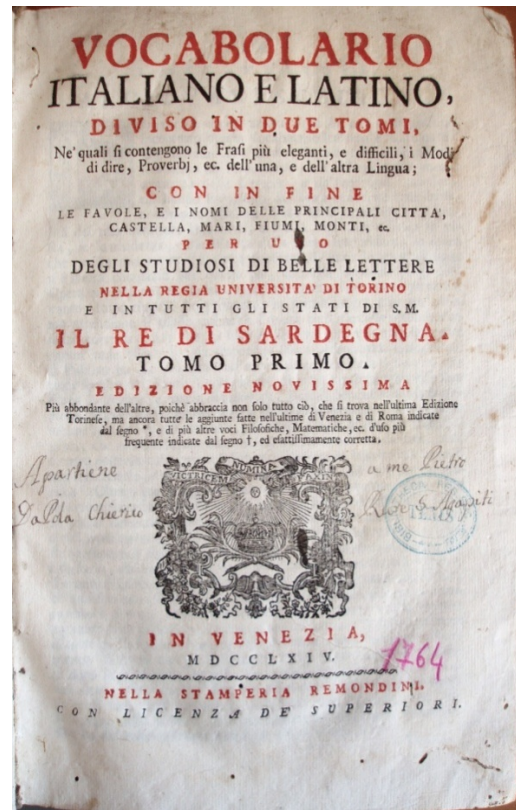 VOCABOLARIO
ITALIANO E LATINO,
DIVISO IN DUE TOMI,
Ne' quali si contengono le Frasi più eleganti, e difficili, i Modi
di dire, Proverbj, ec. dell'una, e dell'altra Lingua;
CON IN FINE
LE FAVOLE, E I NOMI DELLE PRINCIPALI CITTA',
CASTELLA, MARI, FIUMI, MONTI, ec.
PER USO
DEGLI STUDIOSI DI BELLE LETTERE
NELLA REGIA UNIVERSITA' DI TORINO
E IN TUTTI GLI STATI DI S.M.
IL RE DI SARDEGNA.
TOMO PRIMO.
EDIZIONE NOVISSIMA
Più abbondante dell'altre, poichè abbraccia non solo tutto ciò, che si trova nell'ultima Edizione
Torinese, ma ancora tutte le aggiunte fatte nell'ultime di Venezia e di Roma indicate
dal segno *, e di più altre voci Filosofiche, Matematiche, ec. d'uso più
frequente indicate dal segno †, ed esattissimamente corretta.
Apartiene a me Pietro
Chierico
NOMINA
VICTRICEM
IN VENEZIA,
MDCCLXIV.
1764
NELLA STAMPERIA REMONDINI.
CON LICENZA DE' SUPERIORI.